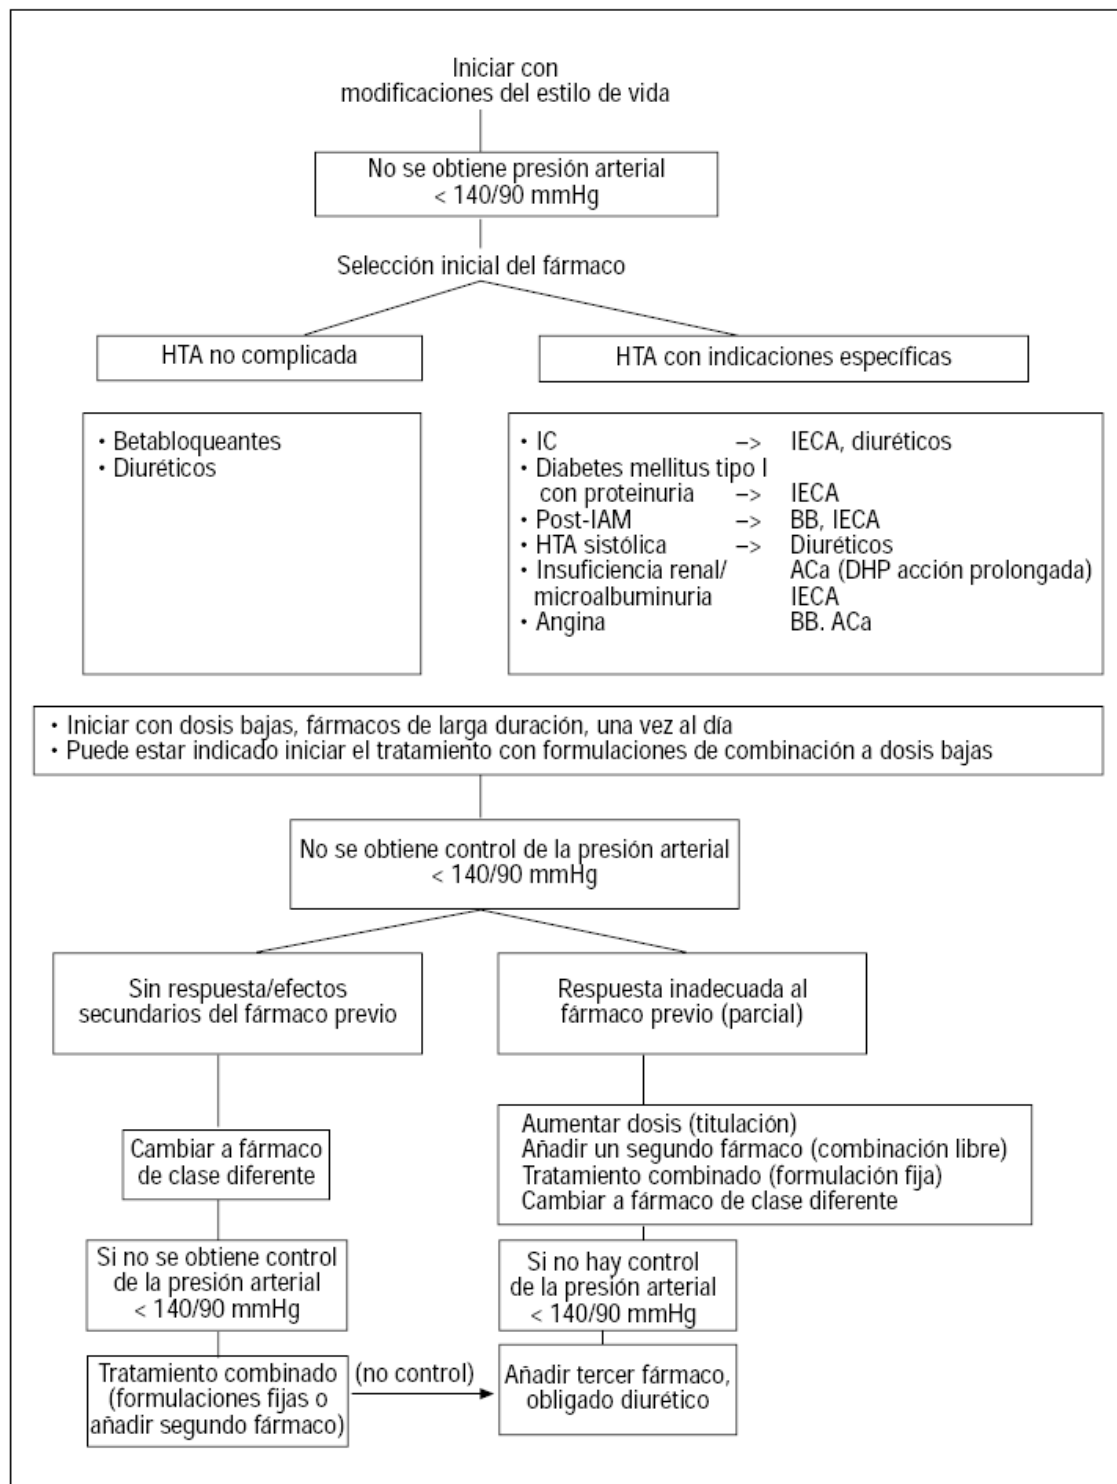 Iniciar con
modificaciones del estilo de vida
No se obtiene presión arterial
< 140/90 mmHg
Selección inicial del fármaco
HTA no complicada
HTA con indicaciones específicas
• Betabloqueantes
• Diuréticos
• IC –> IECA, diuréticos
• Diabetes mellitus tipo I
con proteinuria –> IECA
• Post-IAM –> BB, IECA
• HTA sistólica –> Diuréticos
• Insuficiencia renal/ ACa (DHP acción prolongada)
microalbuminuria IECA
• Angina BB. ACa
• Iniciar con dosis bajas, fármacos de larga duración, una vez al día
• Puede estar indicado iniciar el tratamiento con formulaciones de combinación a dosis bajas
No se obtiene control de la presión arterial
< 140/90 mmHg
Sin respuesta/efectos
secundarios del fármaco previo
Respuesta inadecuada al
fármaco previo (parcial)
Cambiar a fármaco
de clase diferente
Aumentar dosis (titulación)
Añadir un segundo fármaco (combinación libre)
Tratamiento combinado (formulación fija)
Cambiar a fármaco de clase diferente
Si no se obtiene control
de la presión arterial
< 140/90 mmHg
Si no hay control
de la presión arterial
< 140/90 mmHg
Tratamiento combinado
(formulaciones fijas o
añadir segundo fármaco)
(no control)
Añadir tercer fármaco,
obligado diurético